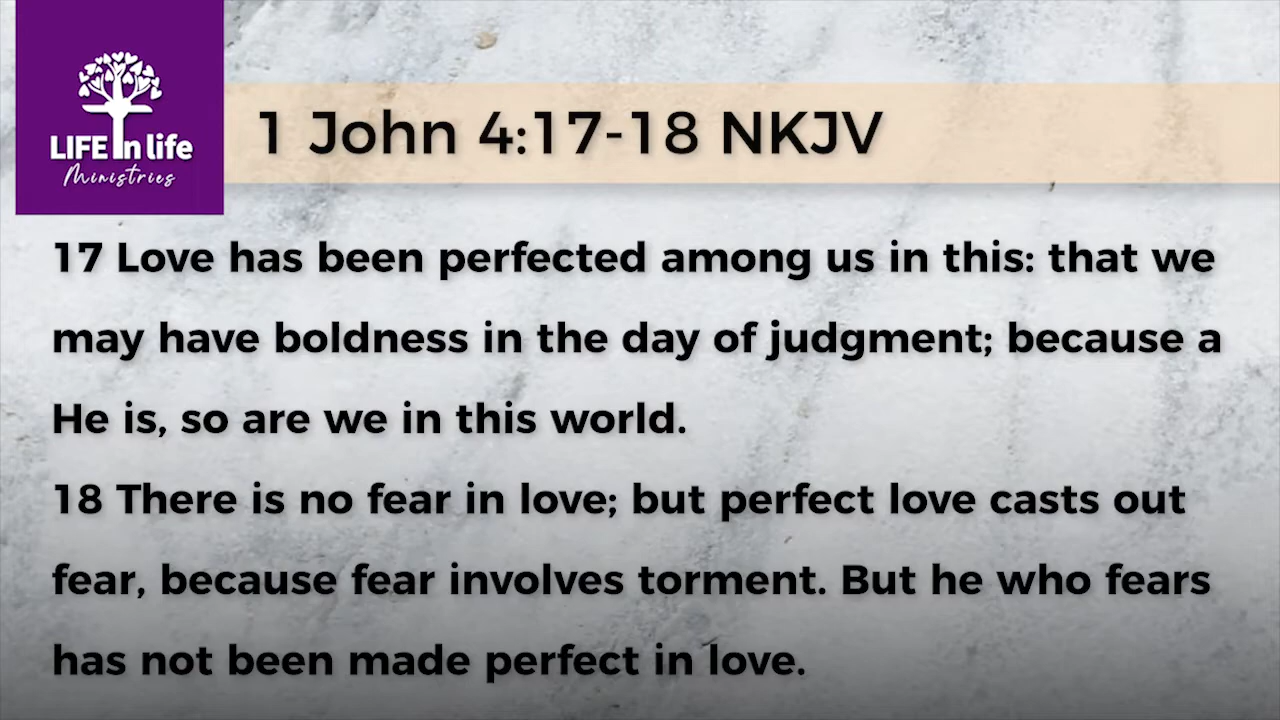 LIFE in life
Ministries
1 John 4:17-18 NKJV
17 Love has been perfected among us in this: that we
may have boldness in the day of judgment; because a
He is, so are we in this world.
18 There is no fear in love; but perfect love casts out
fear, because fear involves torment. But he who fears
has not been made perfect in love.